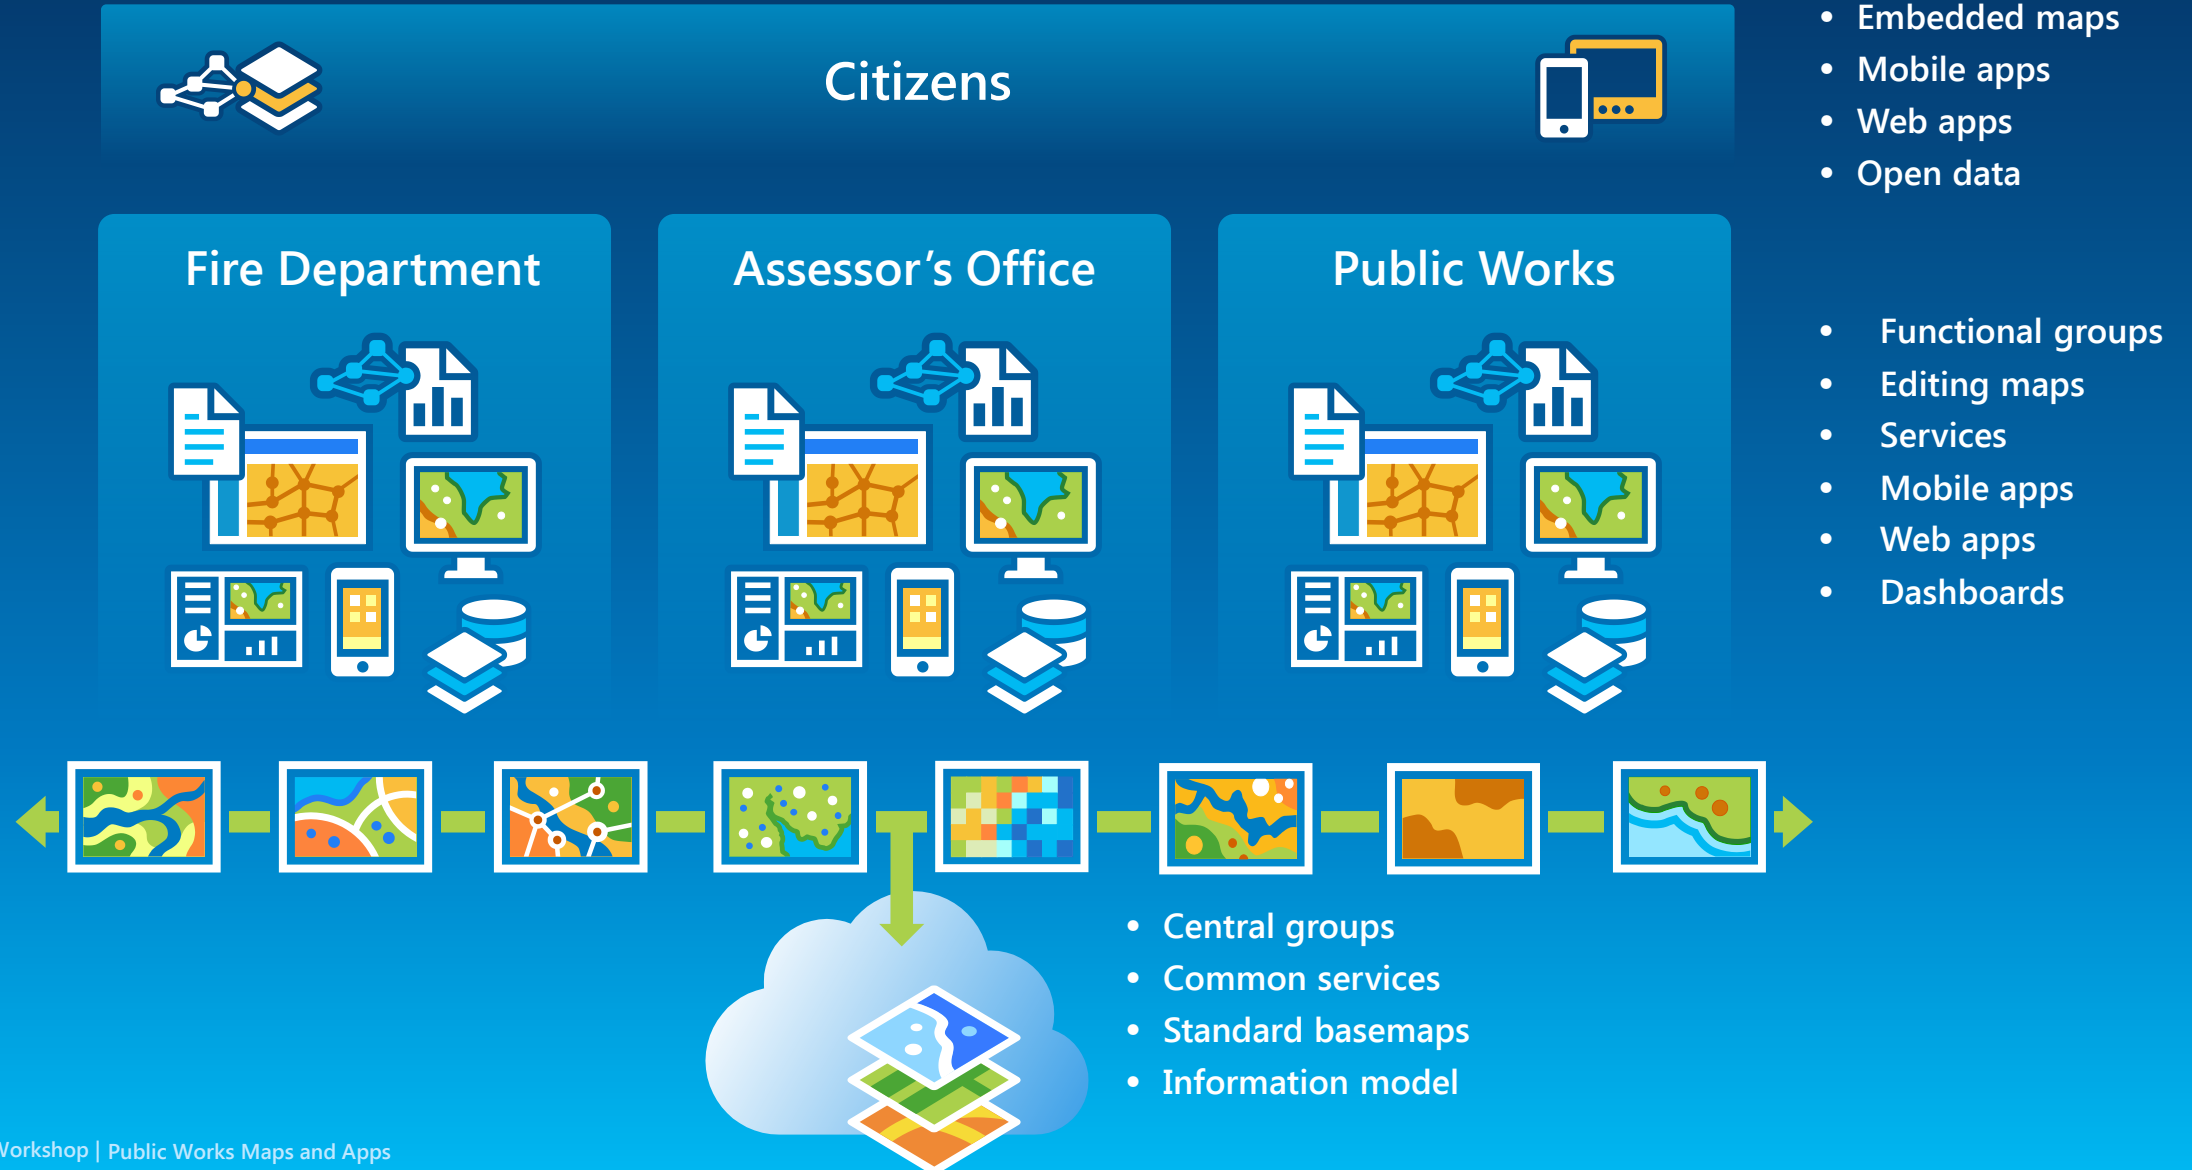 Citizens
• Embedded maps
• Mobile apps
• Web apps
• Open data
Fire Department
Assessor’s Office
Public Works
• Functional groups
• Editing maps
• Services
• Mobile apps
• Web apps
• Dashboards
• Central groups
• Common services
• Standard basemaps
• Information model
Workshop | Public Works Maps and Apps